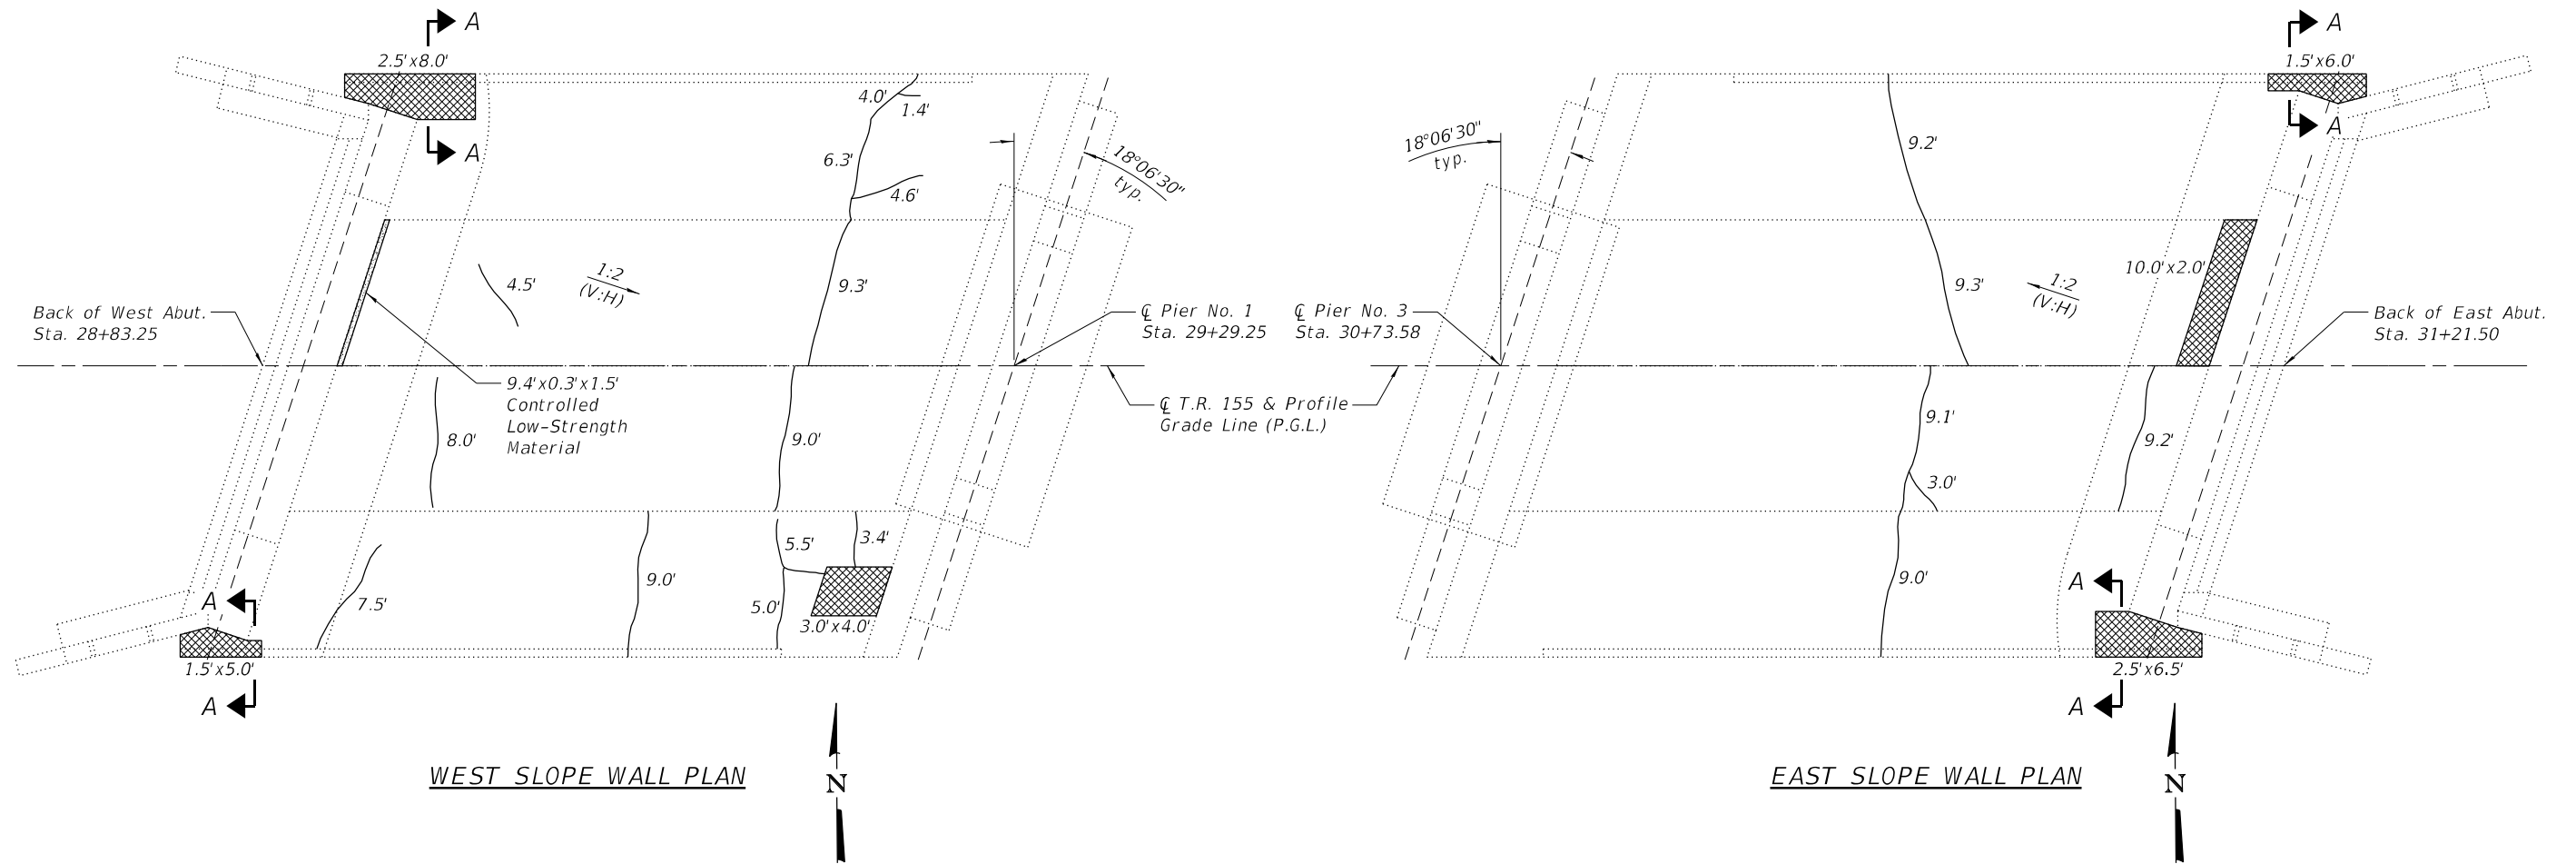 A
2.5'x8.0'
A
4.0'
1.4'
6.3'
4.6'
18°06'30"
typ.
4.5'
1:2
(V:H)
9.3'
Back of West Abut.
Sta. 28+83.25
℄ Pier No. 1
Sta. 29+29.25
9.4'x0.3'x1.5'
Controlled
Low-Strength
Material
8.0'
9.0'
℄ T.R. 155 & Profile
Grade Line (P.G.L.)
5.5'
3.4'
9.0'
7.5'
5.0'
3.0'x4.0'
A
1.5'x5.0'
A
WEST SLOPE WALL PLAN
N
A
1.5'x6.0'
A
18°06'30"
typ.
9.2'
9.3'
10.0'x2.0'
1:2
(V:H)
℄ Pier No. 3
Sta. 30+73.58
Back of East Abut.
Sta. 31+21.50
9.1'
9.2'
3.0'
9.0'
A
2.5'x6.5'
A
EAST SLOPE WALL PLAN
N